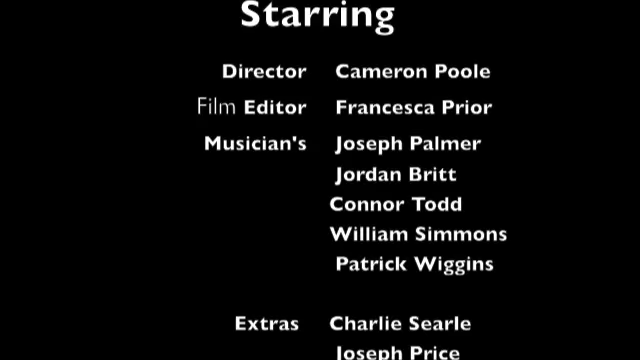 Starring
Director Cameron Poole
Film Editor Francesca Prior
Musician's Joseph Palmer
Jordan Britt
Connor Todd
William Simmons
Patrick Wiggins
Extras Charlie Searle
Joseph Price